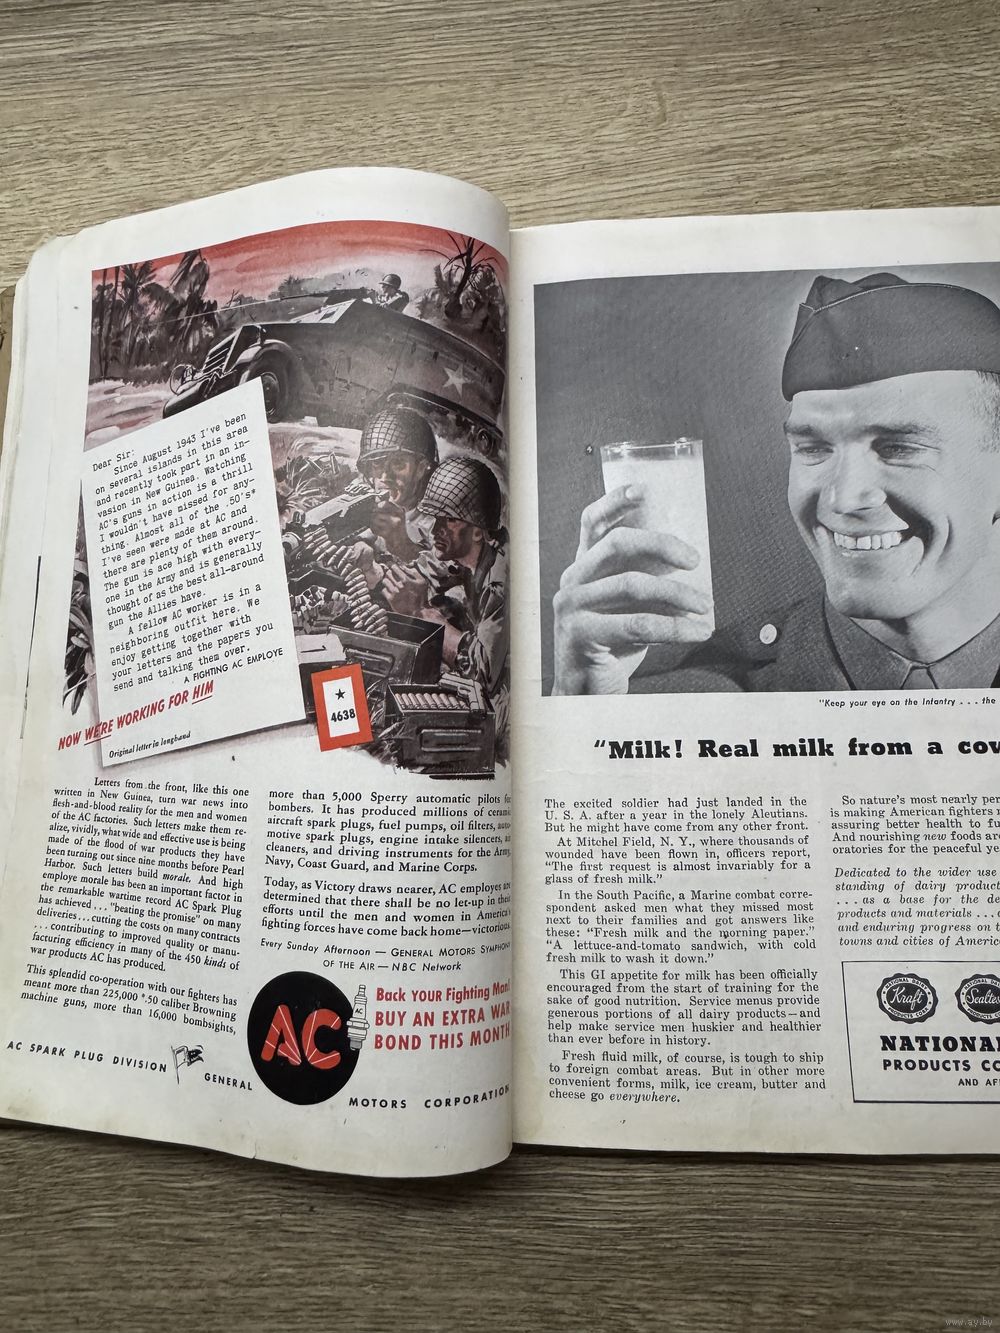 Dear Sir:
Since August 1943 I've been
on several islands in this area
and recently took part in an in-
vasion in New Guinea. Watching
AC's guns in action is a thrill
I wouldn't have missed for any-
thing. Almost all of the .50's*
I've seen were made at AC and
there are plenty of them around.
The gun is ace high with every-
one in the Army and is generally
thought of as the best all-around
gun the Allies have.
A fellow AC worker is in a
neighboring outfit here. We
enjoy getting together with
your letters and the papers you
send and talking them over.
A FIGHTING AC EMPLOYE
NOW WE'RE WORKING FOR HIM
Original letter in longhand
4638
Letters from the front, like this one
written in New Guinea, turn war news into
flesh-and-blood reality for the men and women
of the AC factories. Such letters make them re-
alize, vividly, what wide and effective use is being
made of the flood of war products they have
been turning out since nine months before Pearl
Harbor. Such letters build morale. And high
employe morale has been an important factor in
the remarkable wartime record AC Spark Plug
has achieved . . . "beating the promise" on many
deliveries . . . cutting the costs on many contracts
. . . contributing to improved quality or manu-
facturing efficiency in many of the 450 kinds of
war products AC has produced.
This splendid co-operation with our fighters has
meant more than 225,000 *.50 caliber Browning
machine guns, more than 16,000 bombsights,
more than 5,000 Sperry automatic pilots for
bombers. It has produced millions of ceramic
aircraft spark plugs, fuel pumps, oil filters, auto-
motive spark plugs, engine intake silencers, air
cleaners, and driving instruments for the Army,
Navy, Coast Guard, and Marine Corps.
Today, as Victory draws nearer, AC employes are
determined that there shall be no let-up in their
efforts until the men and women in America's
fighting forces have come back home—victorious.
Every Sunday Afternoon — GENERAL MOTORS SYMPHONY
OF THE AIR — NBC Network
AC
AC
Back YOUR Fighting Man!
BUY AN EXTRA WAR
BOND THIS MONTH
AC SPARK PLUG DIVISION
GENERAL
MOTORS CORPORATION
"Keep your eye on the Infantry . . . the
"Milk! Real milk from a cow
The excited soldier had just landed in the
U. S. A. after a year in the lonely Aleutians.
But he might have come from any other front.
At Mitchel Field, N. Y., where thousands of
wounded have been flown in, officers report,
"The first request is almost invariably for a
glass of fresh milk."
In the South Pacific, a Marine combat corre-
spondent asked men what they missed most
next to their families and got answers like
these: "Fresh milk and the morning paper."
"A lettuce-and-tomato sandwich, with cold
fresh milk to wash it down."
This GI appetite for milk has been officially
encouraged from the start of training for the
sake of good nutrition. Service menus provide
generous portions of all dairy products—and
help make service men huskier and healthier
than ever before in history.
Fresh fluid milk, of course, is tough to ship
to foreign combat areas. But in other more
convenient forms, milk, ice cream, butter and
cheese go everywhere.
So nature's most nearly per
is making American fighters
assuring better health to fu
And nourishing new foods are
oratories for the peaceful ye
Dedicated to the wider use
standing of dairy product
. . . as a base for the de
products and materials . . .
and enduring progress on t
towns and cities of Americ
NATIONAL DAIRY
Kraft
PRODUCTS CORP
Sealtes
NATIONAL
PRODUCTS CO
AND AF
www.ay.by